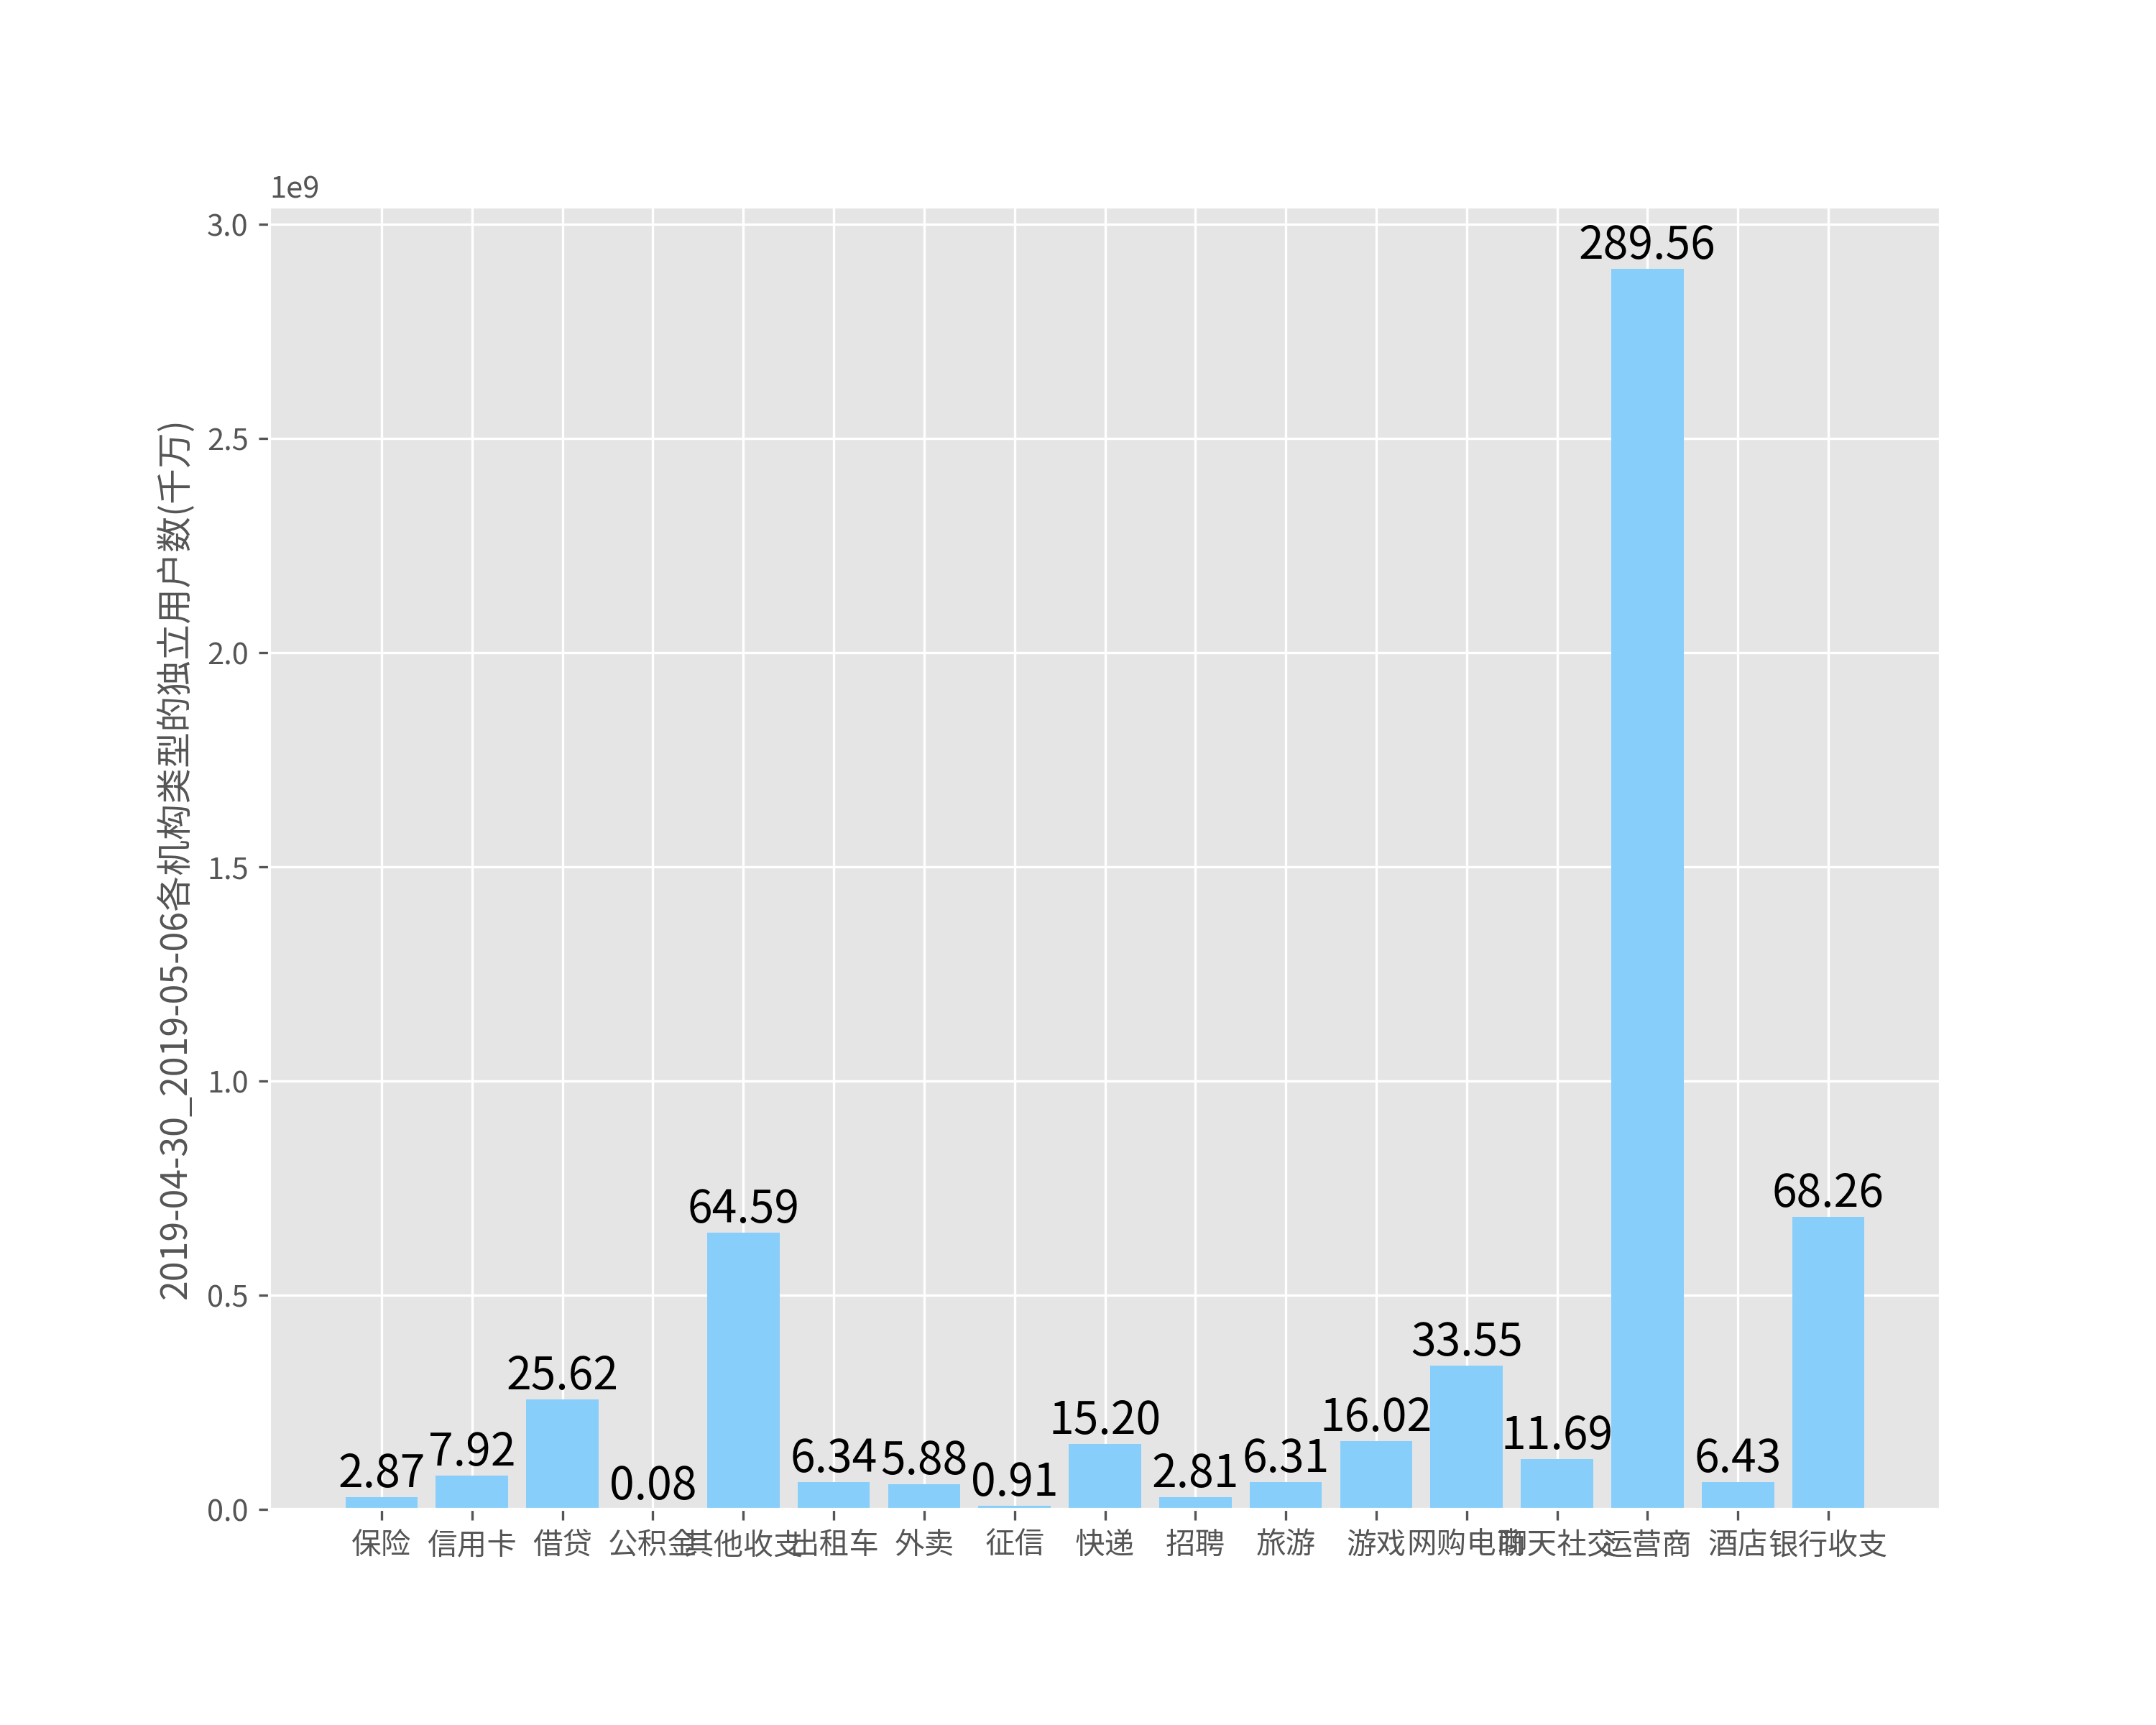 1e9
3.0
2.5
2.0
1.5
1.0
0.5
0.0
2019-04-30_2019-05-06各机构类型的独立用户数(千万)
2.87
7.92
25.62
0.08
64.59
6.34
5.88
0.91
15.20
2.81
6.31
16.02
33.55
11.69
289.56
6.43
68.26
保险
信用卡
借贷
公积金
其他收支
出租车
外卖
征信
快递
招聘
旅游
游戏
网购电商
聊天社交
运营商
酒店
银行收支